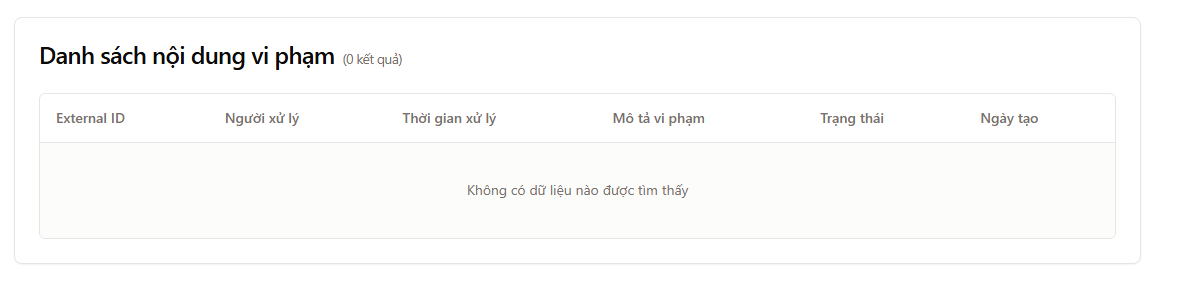 Danh sách nội dung vi phạm (0 kết quả)
External ID Người xử lý Thời gian xử lý Mô tả vi phạm Trạng thái Ngày tạo
Không có dữ liệu nào được tìm thấy